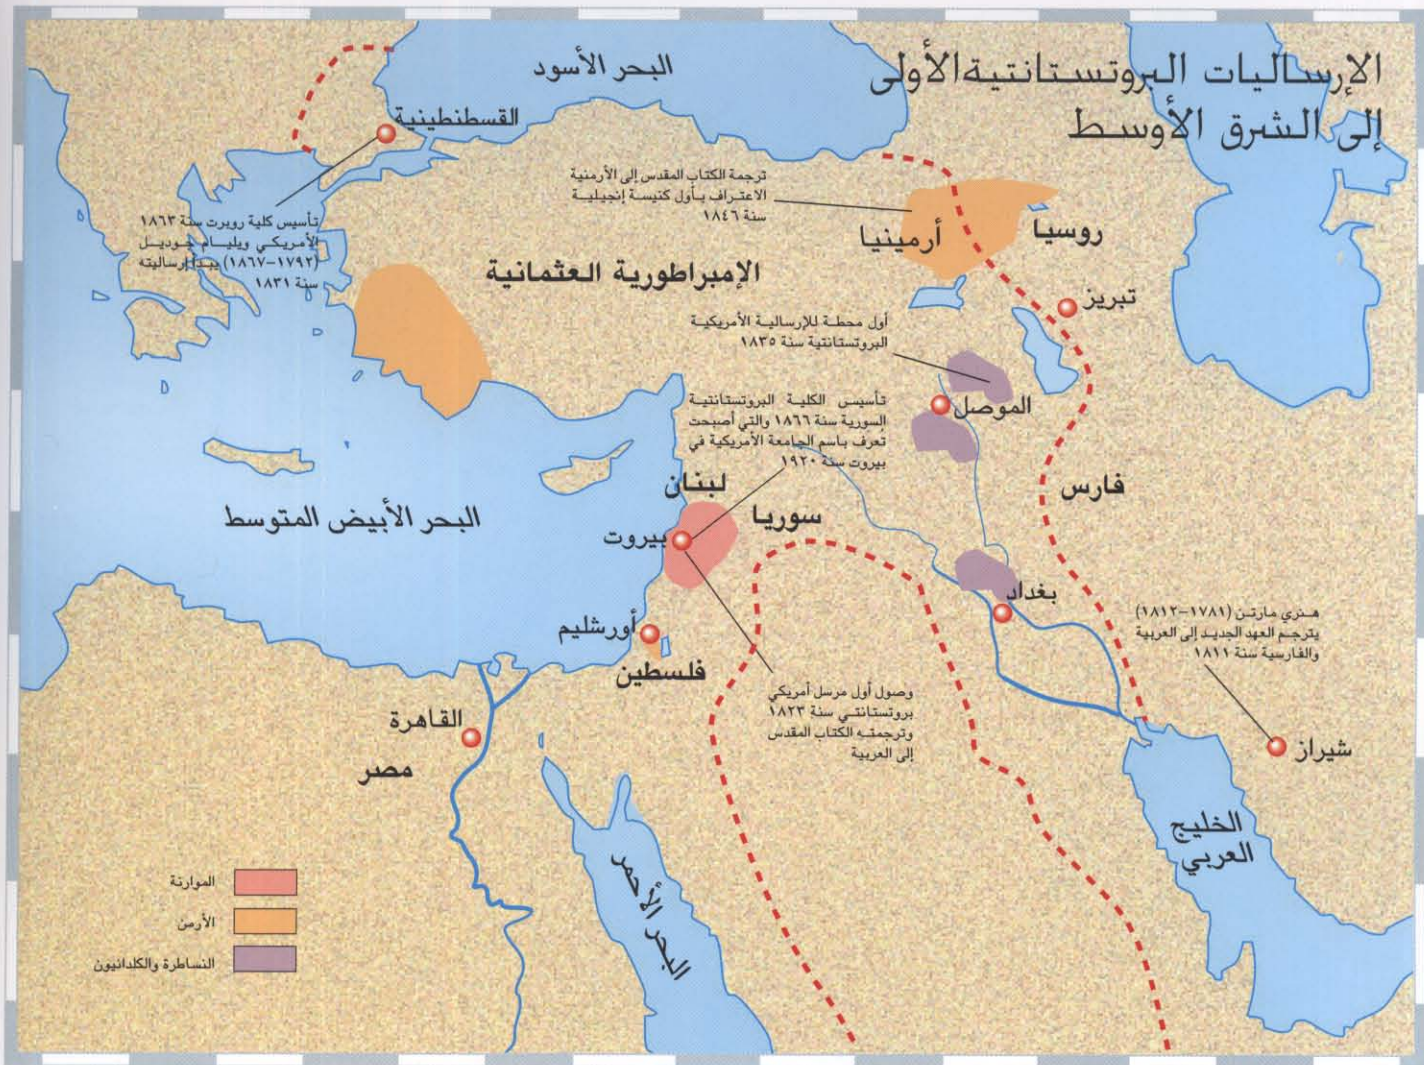 الإرساليات البروتستانتية الأولى
إلى الشرق الأوسط
البحر الأسود
القسطنطينية
تأسيس كلية روبرت سنة ١٨٦٣
الأمريكي ويليام جوديل
(١٧٩٢–١٨٦٧) يبدأ إرساليته
سنة ١٨٣١
ترجمة الكتاب المقدس إلى الأرمنية
الاعتراف بأول كنيسة إنجيلية
سنة ١٨٤٦
أرمينيا
روسيا
الإمبراطورية العثمانية
تبريز
أول محطة للإرسالية الأمريكية
البروتستانتية سنة ١٨٣٥
الموصل
تأسيس الكلية البروتستانتية
السورية سنة ١٨٦٦ والتي أصبحت
تُعرف باسم الجامعة الأمريكية في
بيروت سنة ١٩٢٠
فارس
لبنان
سوريا
البحر الأبيض المتوسط
بيروت
بغداد
هنري مارتن (١٧٨١–١٨١٢)
يترجم العهد الجديد إلى العربية
والفارسية سنة ١٨١١
أورشليم
فلسطين
وصول أول مرسل أمريكي
بروتستانتي سنة ١٨٢٣
وترجمته الكتاب المقدس
إلى العربية
القاهرة
مصر
شيراز
الخليج
العربي
البحر الأحمر
الموارنة
الأرمن
النساطرة والكلدانيون